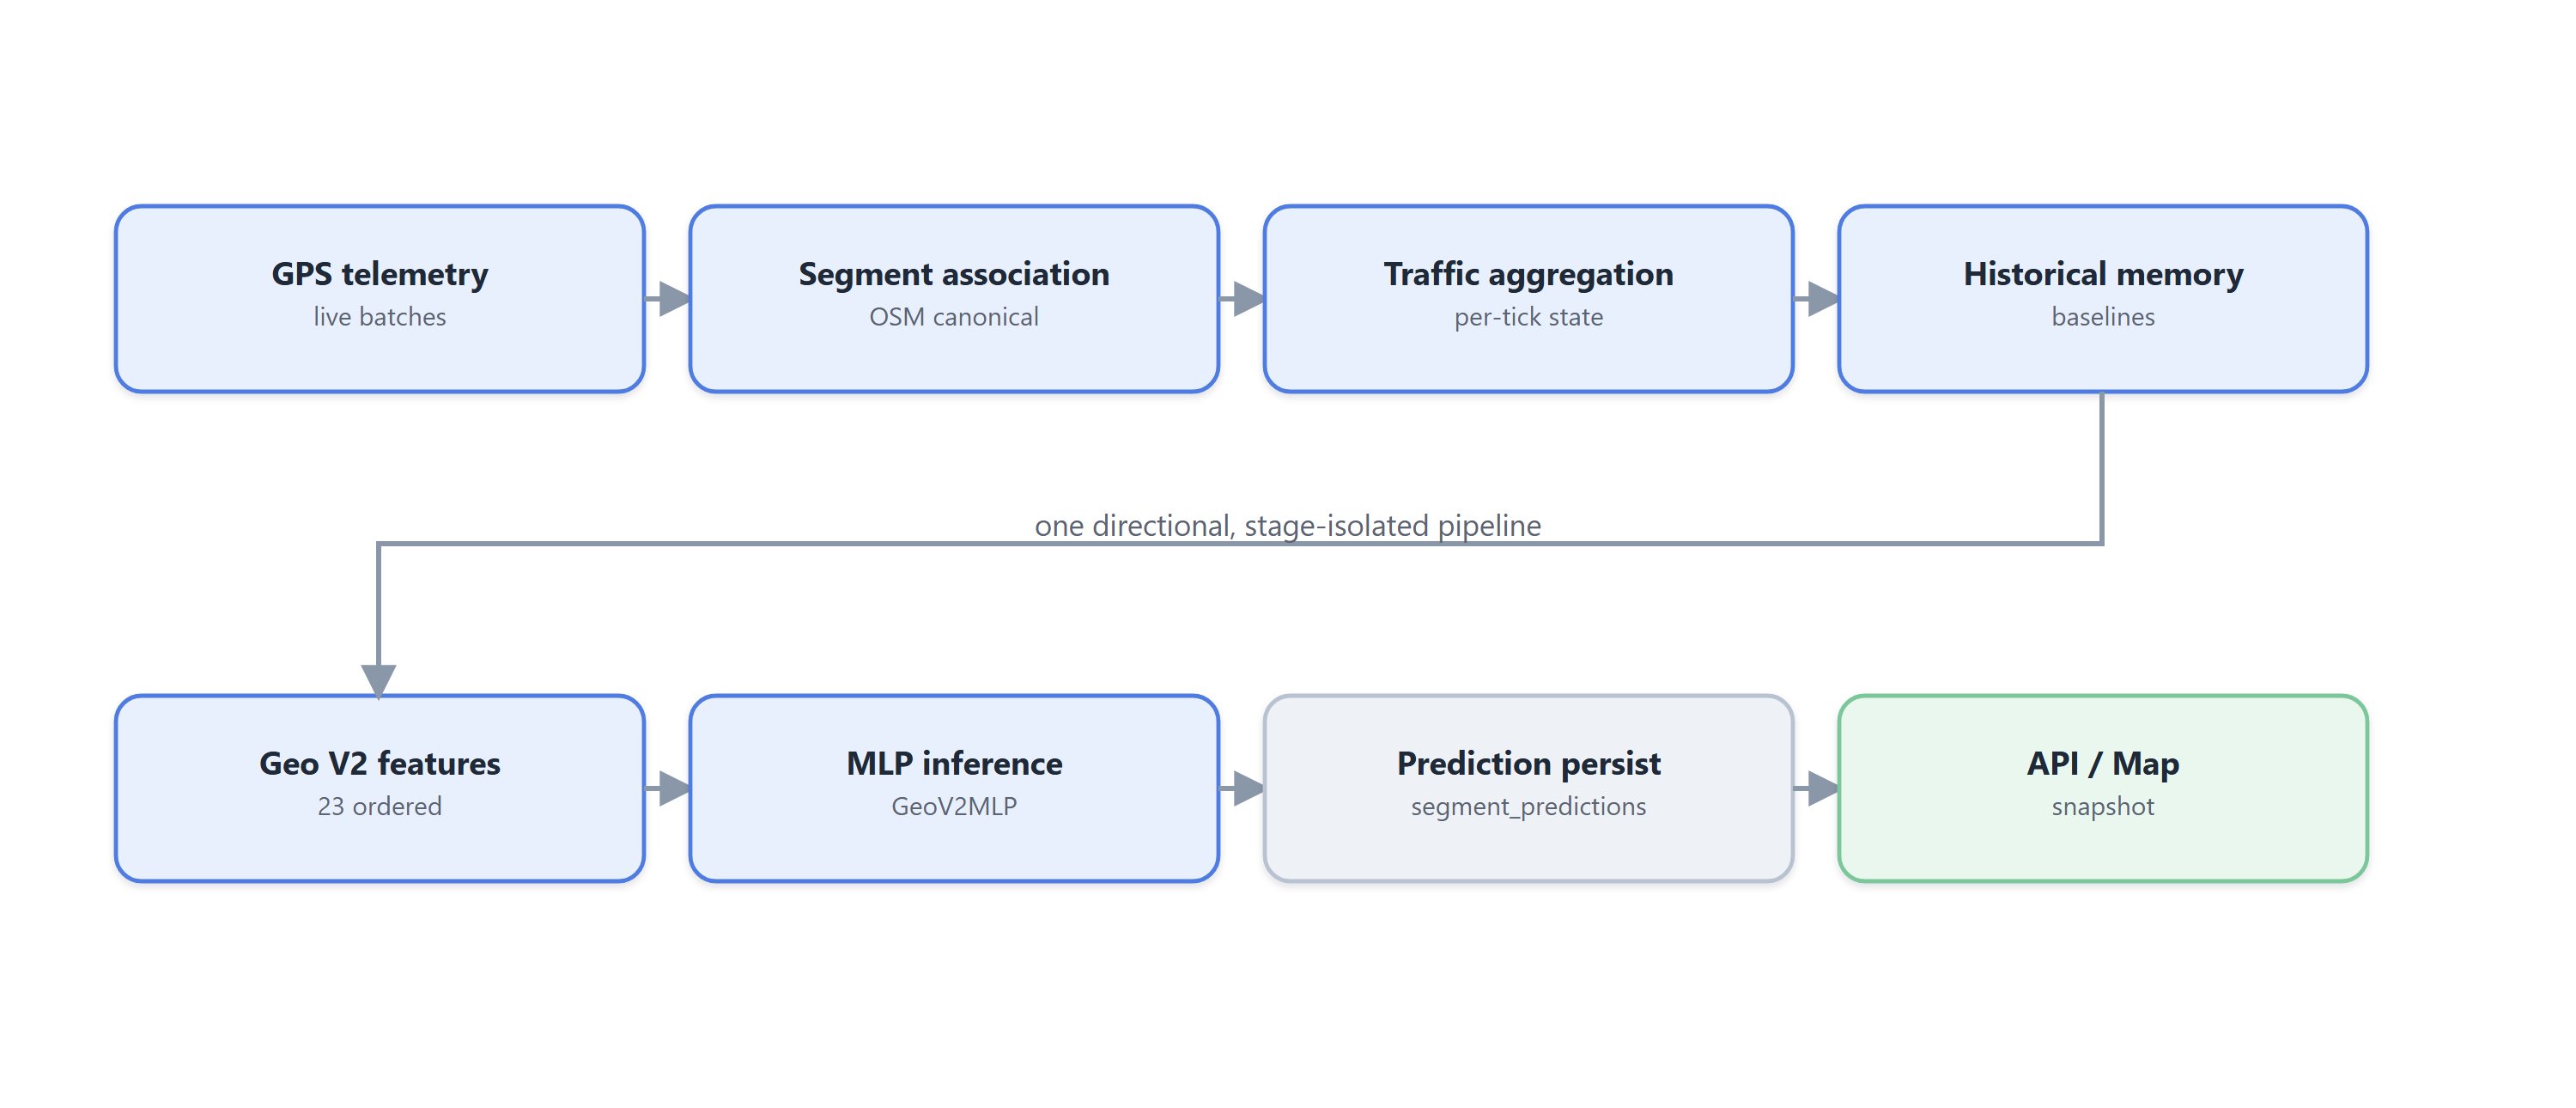 GPS telemetry
live batches
Segment association
OSM canonical
Traffic aggregation
per-tick state
Historical memory
baselines
one directional, stage-isolated pipeline
Geo V2 features
23 ordered
MLP inference
GeoV2MLP
Prediction persist
segment_predictions
API / Map
snapshot